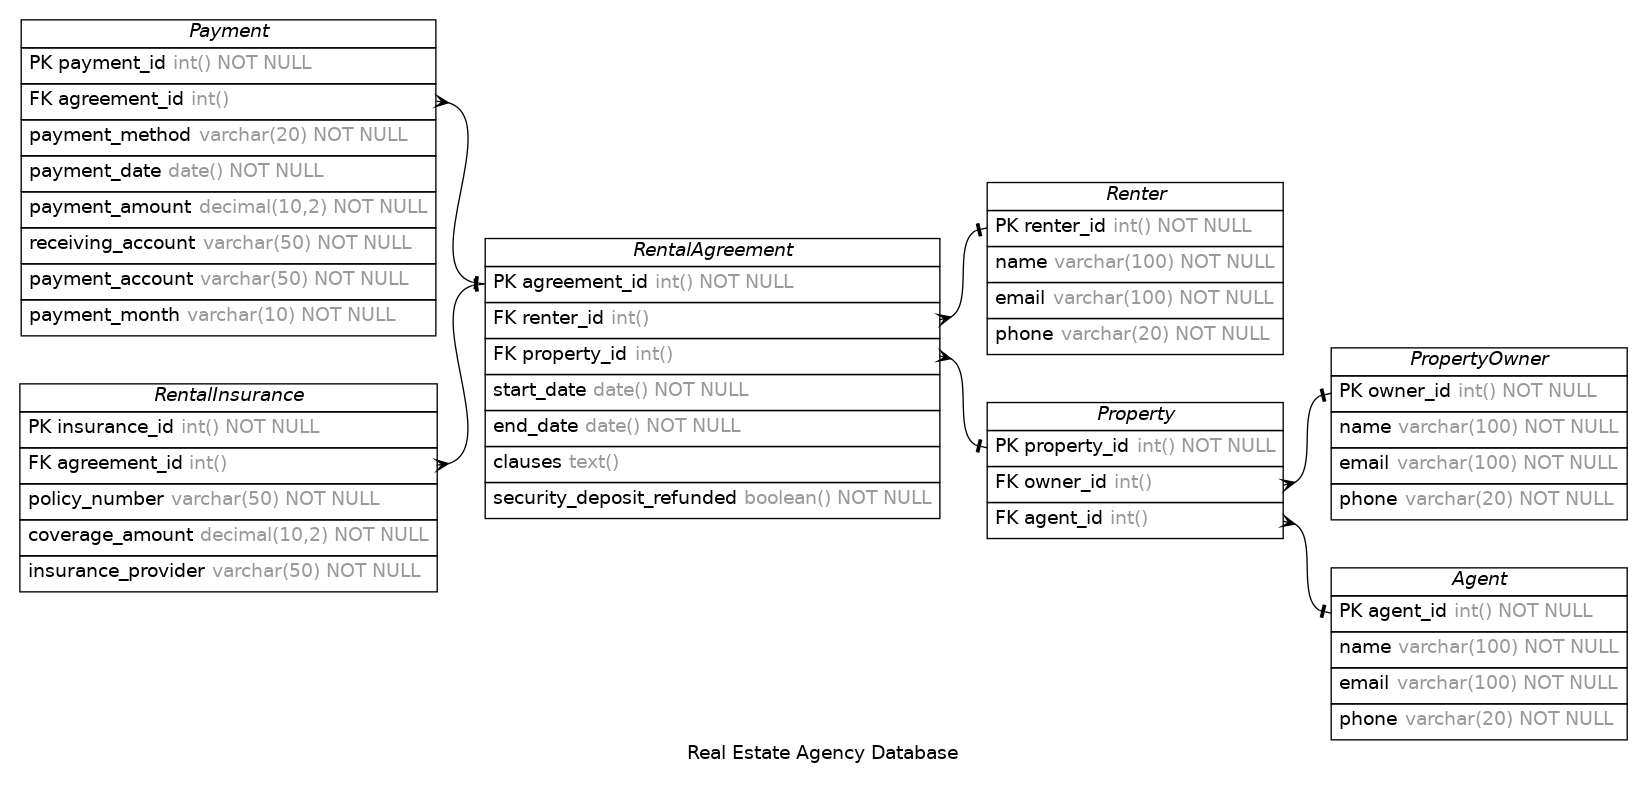 Payment
PK payment_id int() NOT NULL
FK agreement_id int()
payment_method varchar(20) NOT NULL
payment_date date() NOT NULL
payment_amount decimal(10,2) NOT NULL
receiving_account varchar(50) NOT NULL
payment_account varchar(50) NOT NULL
payment_month varchar(10) NOT NULL
RentalInsurance
PK insurance_id int() NOT NULL
FK agreement_id int()
policy_number varchar(50) NOT NULL
coverage_amount decimal(10,2) NOT NULL
insurance_provider varchar(50) NOT NULL
RentalAgreement
PK agreement_id int() NOT NULL
FK renter_id int()
FK property_id int()
start_date date() NOT NULL
end_date date() NOT NULL
clauses text()
security_deposit_refunded boolean() NOT NULL
Renter
PK renter_id int() NOT NULL
name varchar(100) NOT NULL
email varchar(100) NOT NULL
phone varchar(20) NOT NULL
Property
PK property_id int() NOT NULL
FK owner_id int()
FK agent_id int()
PropertyOwner
PK owner_id int() NOT NULL
name varchar(100) NOT NULL
email varchar(100) NOT NULL
phone varchar(20) NOT NULL
Agent
PK agent_id int() NOT NULL
name varchar(100) NOT NULL
email varchar(100) NOT NULL
phone varchar(20) NOT NULL
Real Estate Agency Database